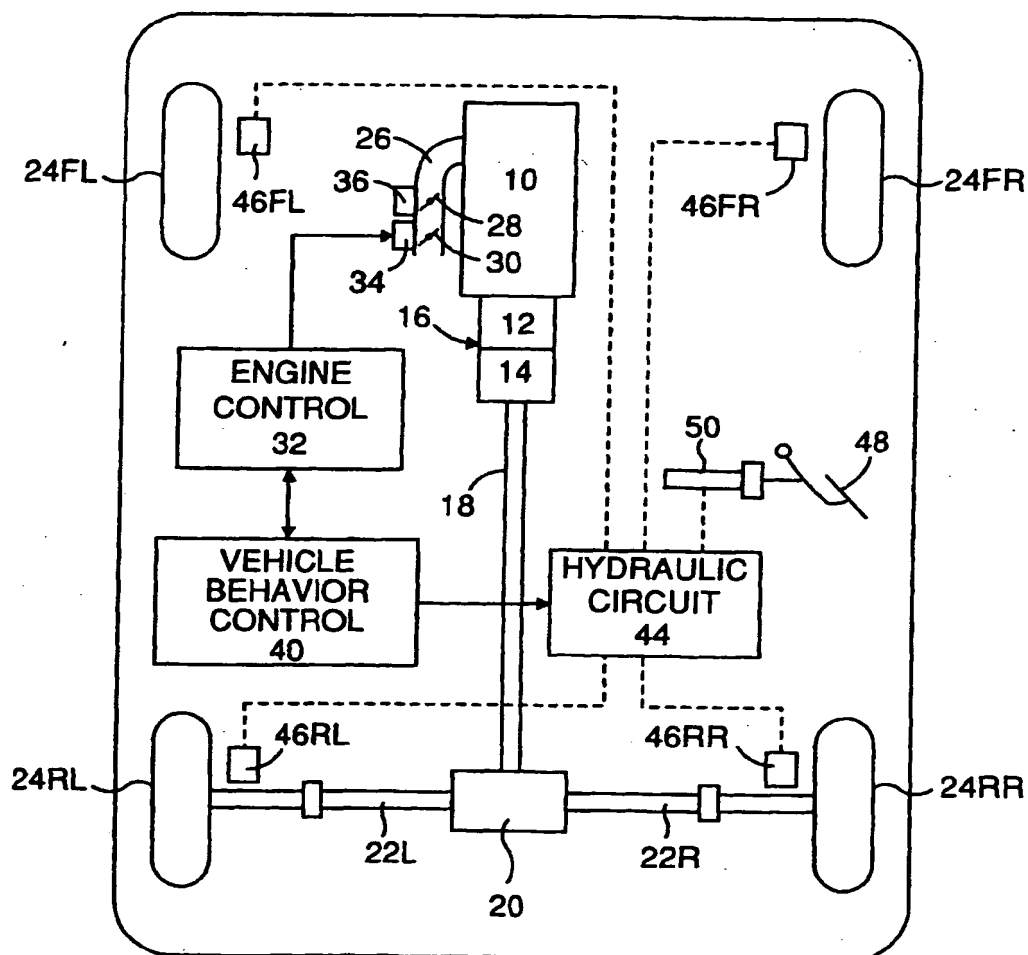 26
10
24FL
36
24FR
46FL
46FR
28
30
34
16
12
14
ENGINE
CONTROL
32
50
48
18
VEHICLE
BEHAVIOR
CONTROL
40
HYDRAULIC
CIRCUIT
44
46RL
46RR
24RL
24RR
22L
22R
20